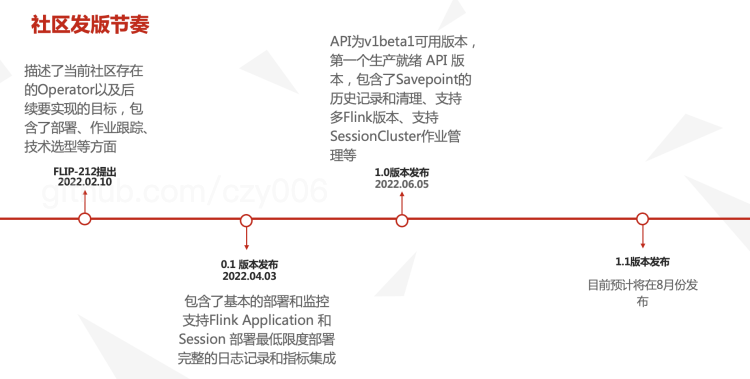 社区发版节奏
描述了当前社区存在
的Operator以及后
续要实现的目标，包
含了部署、作业跟踪、
技术选型等方面
FLIP-212提出
2022.02.10
API为v1beta1可用版本，
第一个生产就绪 API 版
本，包含了Savepoint的
历史记录和清理、支持
多Flink版本、支持
SessionCluster作业管
理等
1.0版本发布
2022.06.05
github.com/czy006
0.1 版本发布
2022.04.03
包含了基本的部署和监控
支持Flink Application 和
Session 部署最低限度部署
完整的日志记录和指标集成
1.1版本发布
目前预计将在8月份发
布